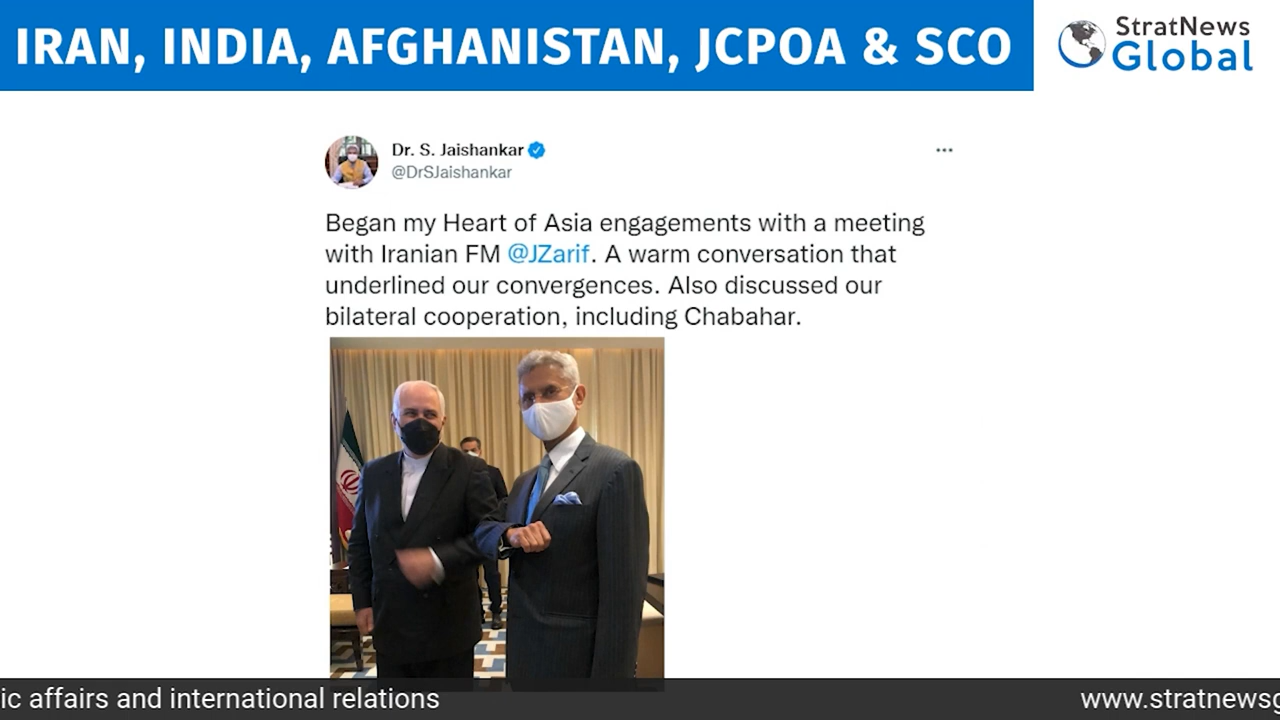 IRAN, INDIA, AFGHANISTAN, JCPOA & SCO
StratNews
Global
Dr. S. Jaishankar
@DrSJaishankar
Began my Heart of Asia engagements with a meeting
with Iranian FM @JZarif. A warm conversation that
underlined our convergences. Also discussed our
bilateral cooperation, including Chabahar.
ic affairs and international relations
www.stratnewsg